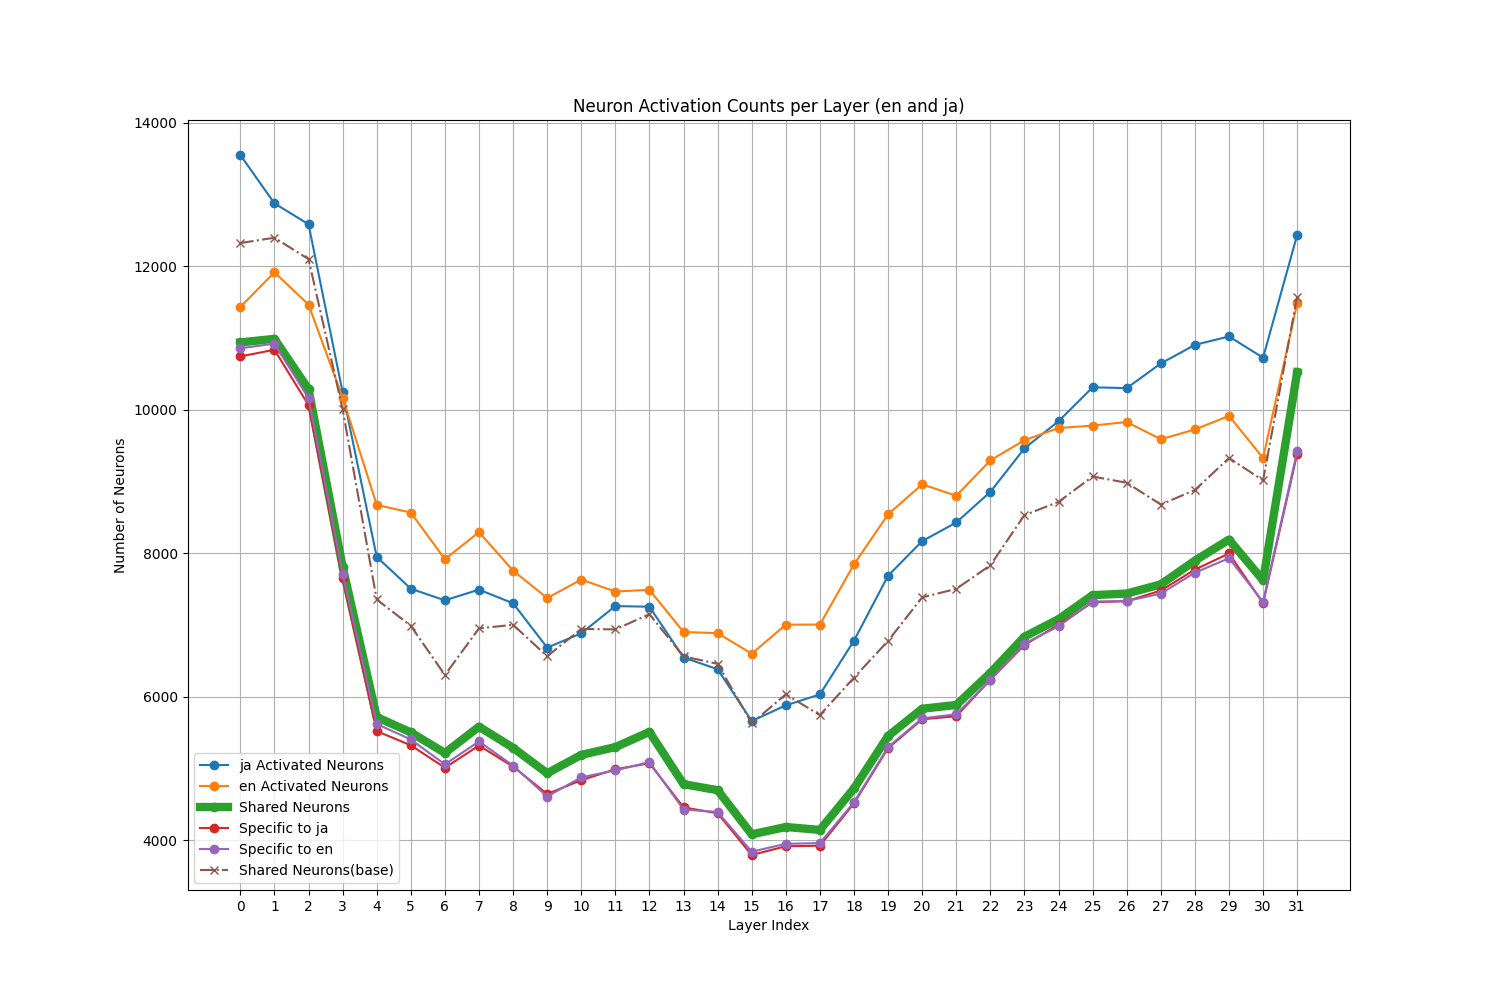 Neuron Activation Counts per Layer (en and ja)
14000
12000
10000
8000
6000
4000
Number of Neurons
ja Activated Neurons
en Activated Neurons
Shared Neurons
Specific to ja
Specific to en
Shared Neurons(base)
0 1 2 3 4 5 6 7 8 9 10 11 12 13 14 15 16 17 18 19 20 21 22 23 24 25 26 27 28 29 30 31
Layer Index